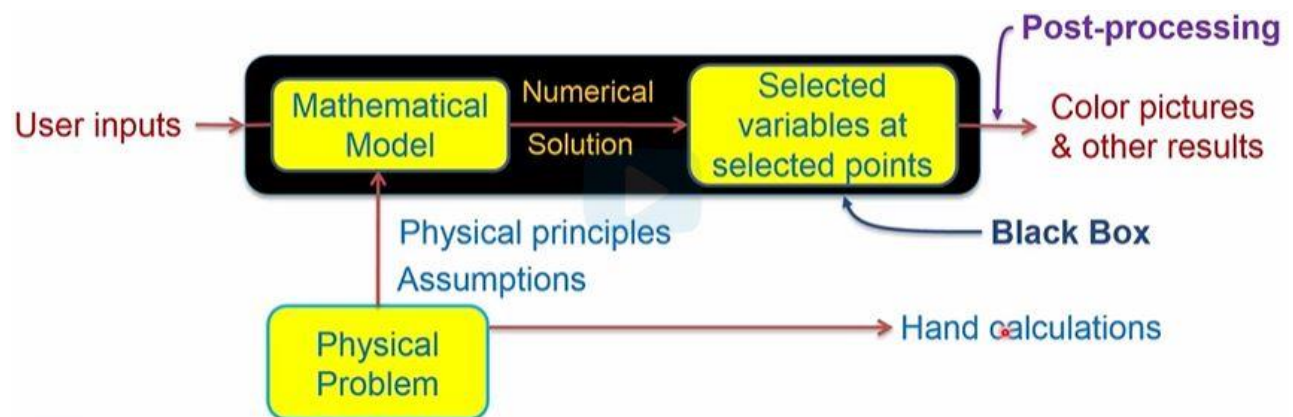 Post-processing
User inputs
Mathematical
Model
Numerical
Solution
Selected
variables at
selected points
Color pictures
& other results
Physical principles
Assumptions
Black Box
Physical
Problem
Hand calculations